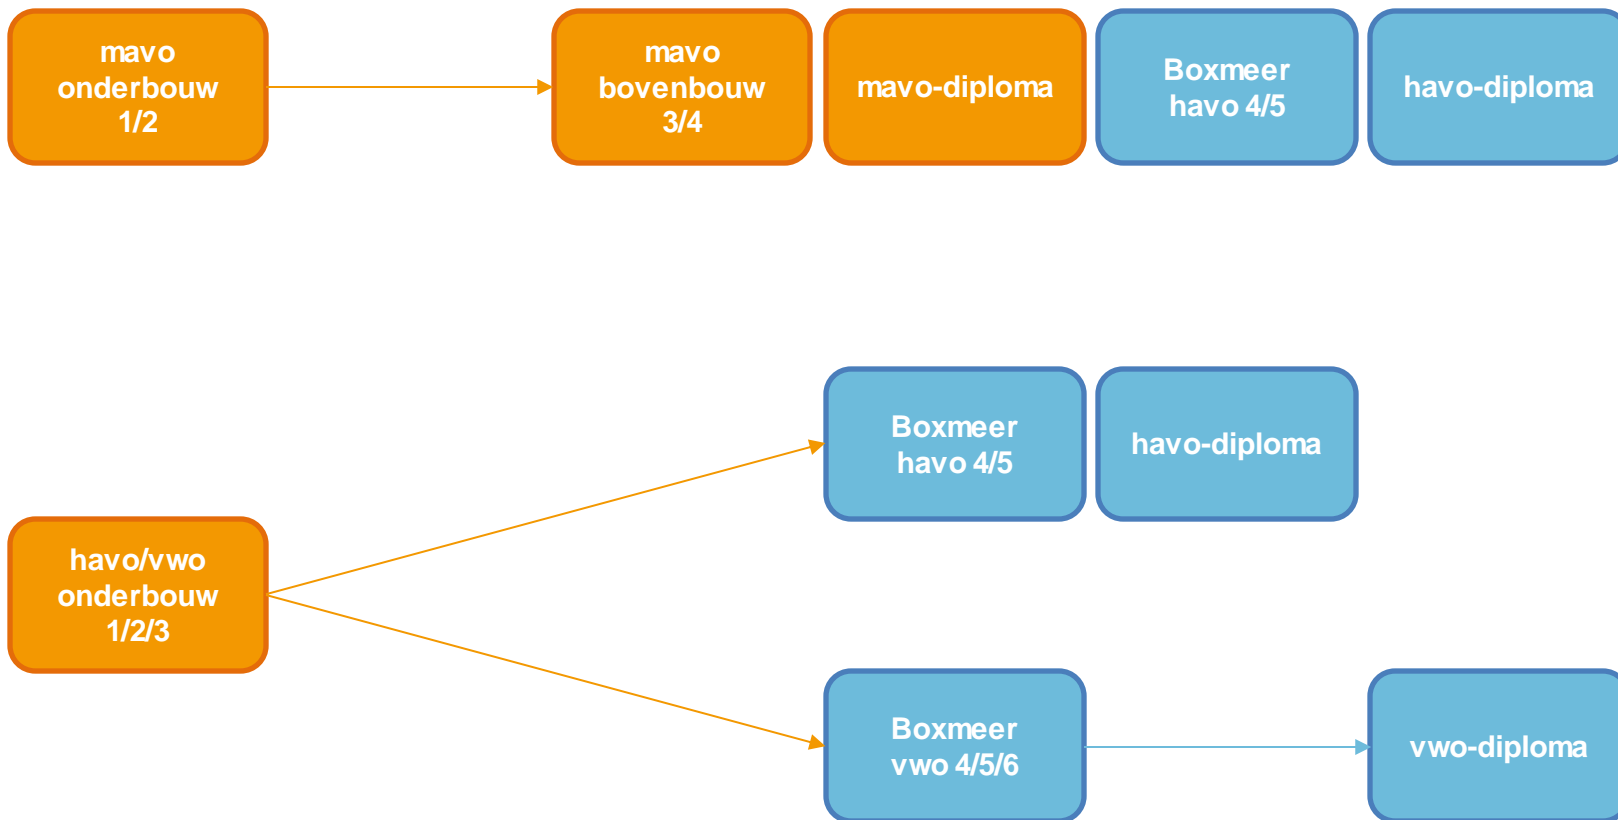 mavo
onderbouw
1/2
mavo
bovenbouw
3/4
mavo-diploma
Boxmeer
havo 4/5
havo-diploma
Boxmeer
havo 4/5
havo-diploma
havo/vwo
onderbouw
1/2/3
Boxmeer
vwo 4/5/6
vwo-diploma